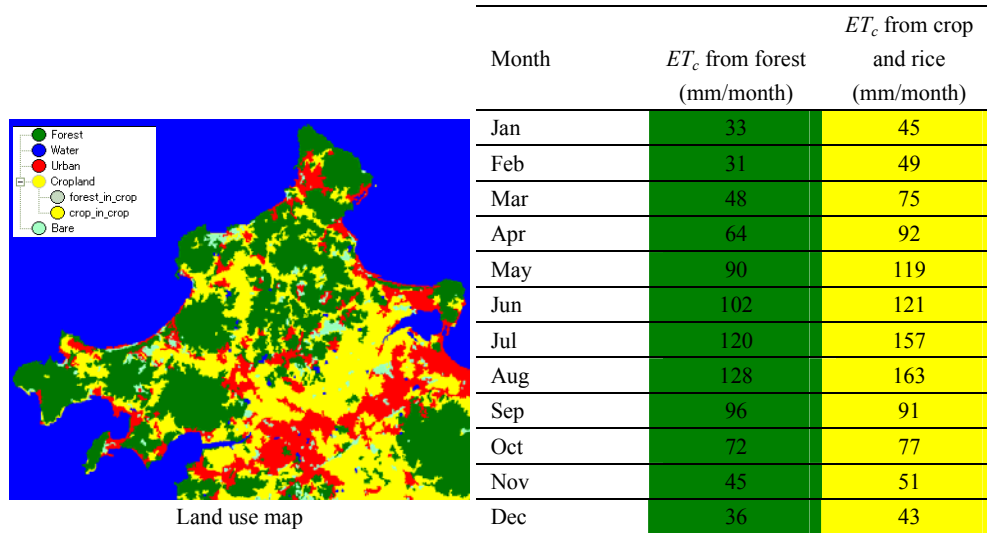 Forest
Water
Urban
Cropland
forest_in_crop
crop_in_crop
Bare
Land use map
Month ET_c from forest (mm/month) ET_c from crop and rice (mm/month)
Jan 33 45
Feb 31 49
Mar 48 75
Apr 64 92
May 90 119
Jun 102 121
Jul 120 157
Aug 128 163
Sep 96 91
Oct 72 77
Nov 45 51
Dec 36 43